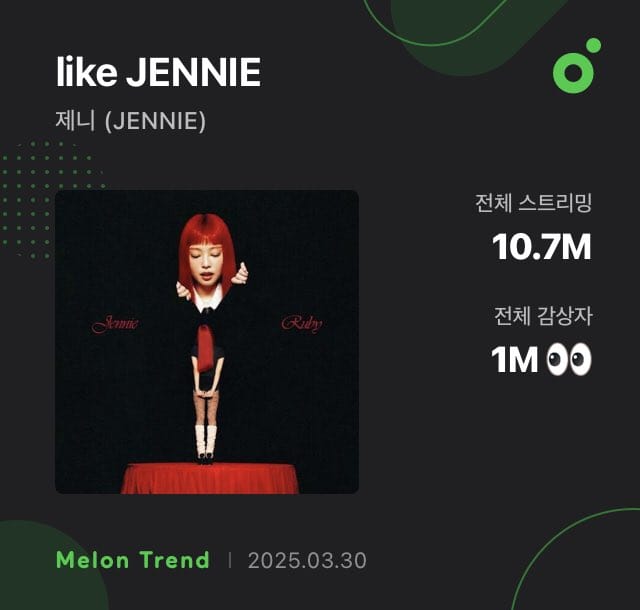 like JENNIE
제니 (JENNIE)
Jennie
Ruby
전체 스트리밍
10.7M
전체 감상자
1M 👀
Melon Trend | 2025.03.30